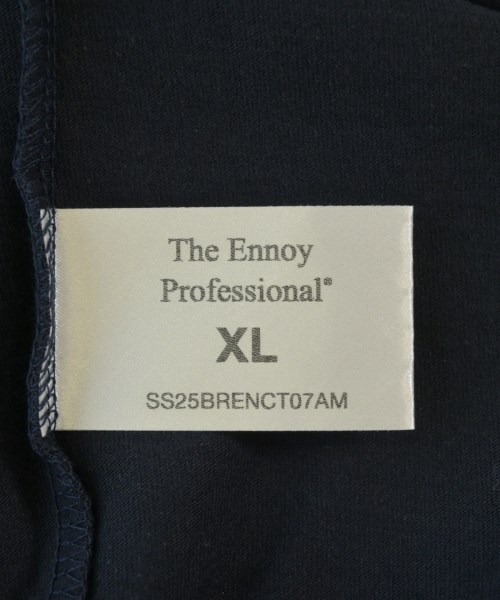 The Ennoy
Professional®
XL
SS25BRENCT07AM